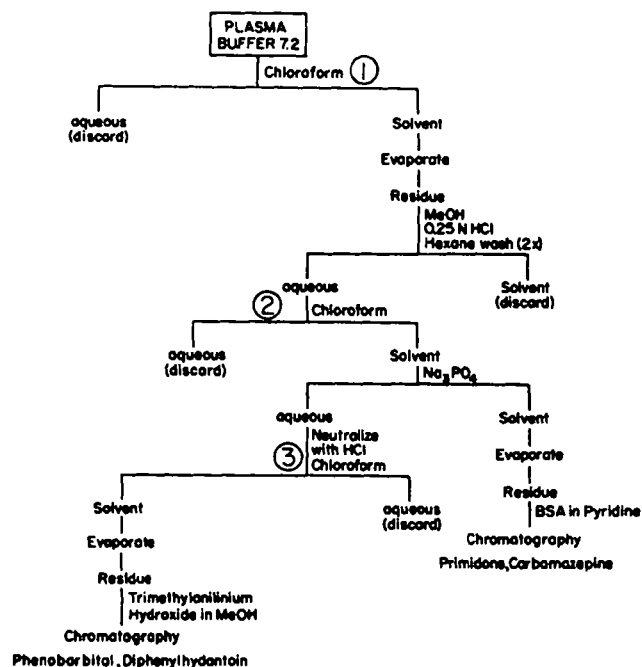 PLASMA
BUFFER 7.2
Chloroform ①
aqueous
(discard)
Solvent
Evaporate
Residue
MeOH
0.25 N HCl
Hexane wash (2x)
aqueous
Solvent
(discard)
② Chloroform
aqueous
(discard)
Solvent
Na3PO4
aqueous
Neutralize
with HCl
③ Chloroform
Solvent
Evaporate
Residue
BSA in Pyridine
Chromatography
Primidone, Carbamazepine
Solvent
aqueous
(discard)
Evaporate
Residue
Trimethylanilinium
Hydroxide in MeOH
Chromatography
Phenobarbital, Diphenylhydantoin